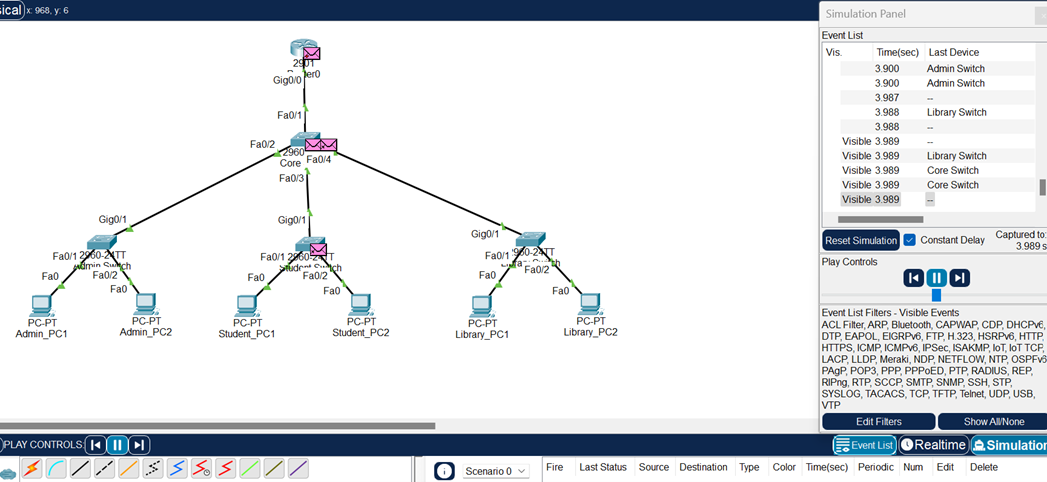 sical x: 968, y: 6
Simulation Panel
Event List
Vis. Time(sec) Last Device
3.900 Admin Switch
3.900 Admin Switch
3.987 --
3.988 Library Switch
3.988 --
Visible 3.989 --
Visible 3.989 Library Switch
Visible 3.989 Core Switch
Visible 3.989 Core Switch
Visible 3.989 --
Reset Simulation Constant Delay Captured to:
3.989 s
Play Controls
Event List Filters - Visible Events
ACL Filter, ARP, Bluetooth, CAPWAP, CDP, DHCPv6,
DTP, EAPOL, EIGRPv6, FTP, H.323, HSRPv6, HTTP,
HTTPS, ICMP, ICMPv6, IPSec, ISAKMP, IoT, IoT TCP,
LACP, LLDP, Meraki, NDP, NETFLOW, NTP, OSPFv6
PAgP, POP3, PPP, PPPoED, PTP, RADIUS, REP,
RIPng, RTP, SCCP, SMTP, SNMP, SSH, STP,
SYSLOG, TACACS, TCP, TFTP, Telnet, UDP, USB,
VTP
Edit Filters Show All/None
Event List Realtime Simulation
2901
Gig0/0
Fa0/1
Fa0/2
2960
Core
Fa0/4
Fa0/3
Gig0/1
Gig0/1
Gig0/1
Fa0/1 2960-24TT
Admin Switch
Fa0/2
Fa0 Fa0
PC-PT
Admin_PC1
PC-PT
Admin_PC2
Fa0/1 2960-24TT
Student Switch
Fa0/2
Fa0 Fa0
PC-PT
Student_PC1
PC-PT
Student_PC2
Fa0/1
Fa0/2
Fa0 Fa0
PC-PT
Library_PC1
PC-PT
Library_PC2
PLAY CONTROLS:
Scenario 0
Fire Last Status Source Destination Type Color Time(sec) Periodic Num Edit Delete